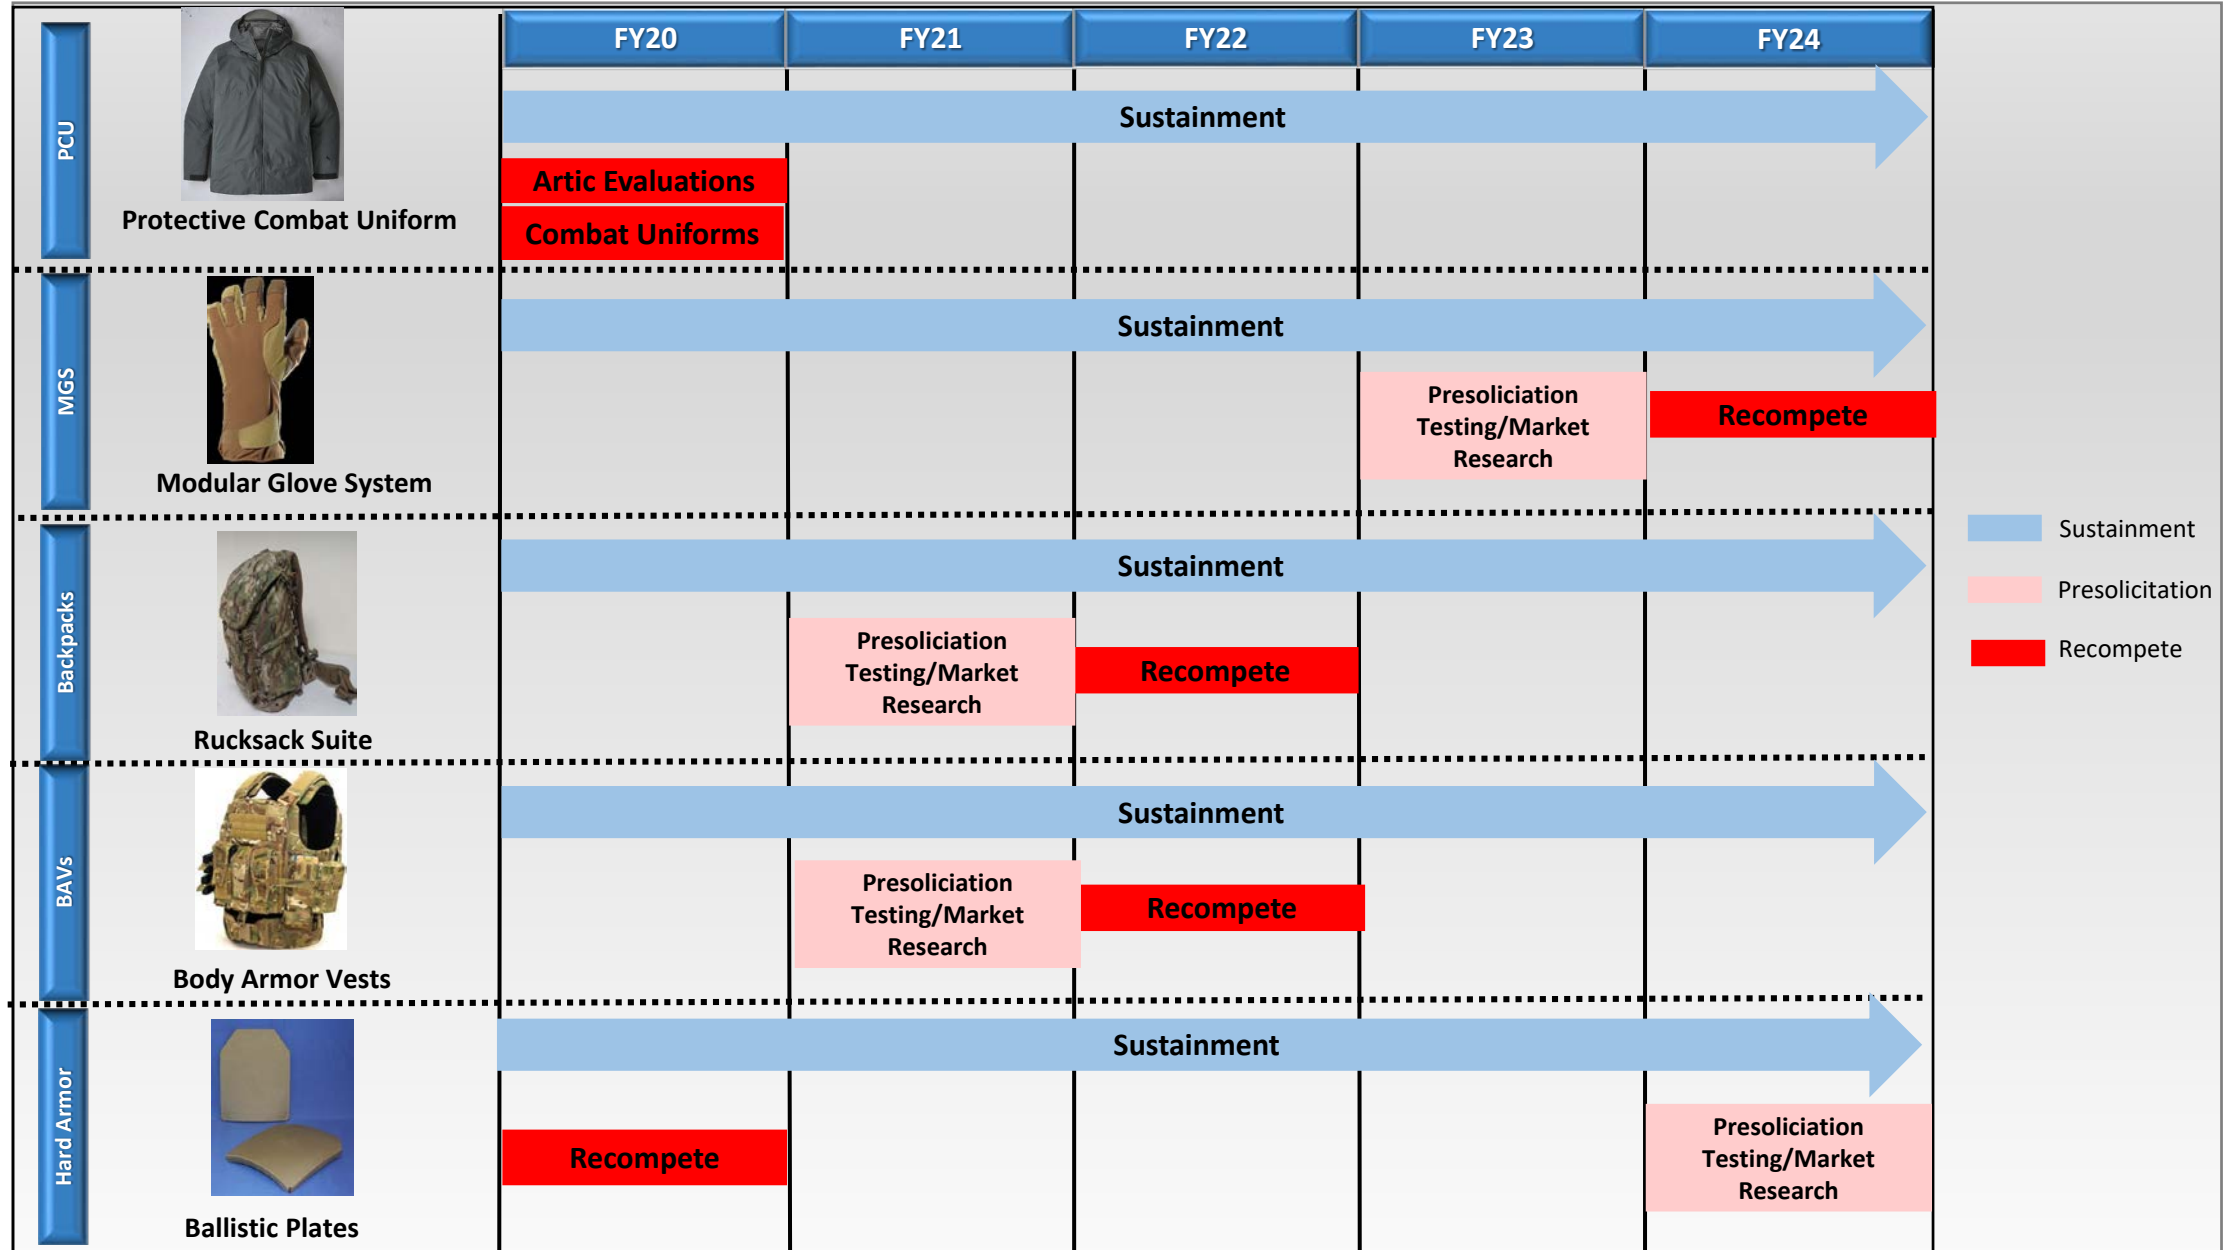 FY20 FY21 FY22 FY23 FY24
PCU
Protective Combat Uniform
Sustainment
Artic Evaluations
Combat Uniforms
MGS
Modular Glove System
Sustainment
Presoliciation
Testing/Market
Research
Recompete
Backpacks
Rucksack Suite
Sustainment
Presoliciation
Testing/Market
Research
Recompete
BAVs
Body Armor Vests
Sustainment
Presoliciation
Testing/Market
Research
Recompete
Hard Armor
Ballistic Plates
Sustainment
Recompete
Presoliciation
Testing/Market
Research
Sustainment
Presolicitation
Recompete